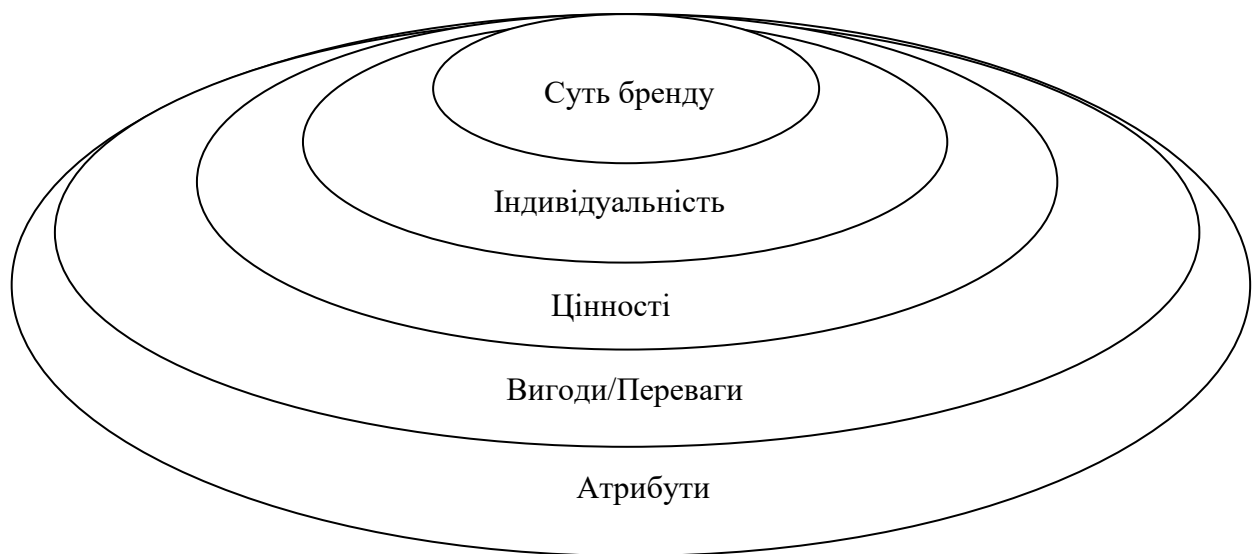 Суть бренду
Індивідуальність
Цінності
Вигоди/Переваги
Атрибути